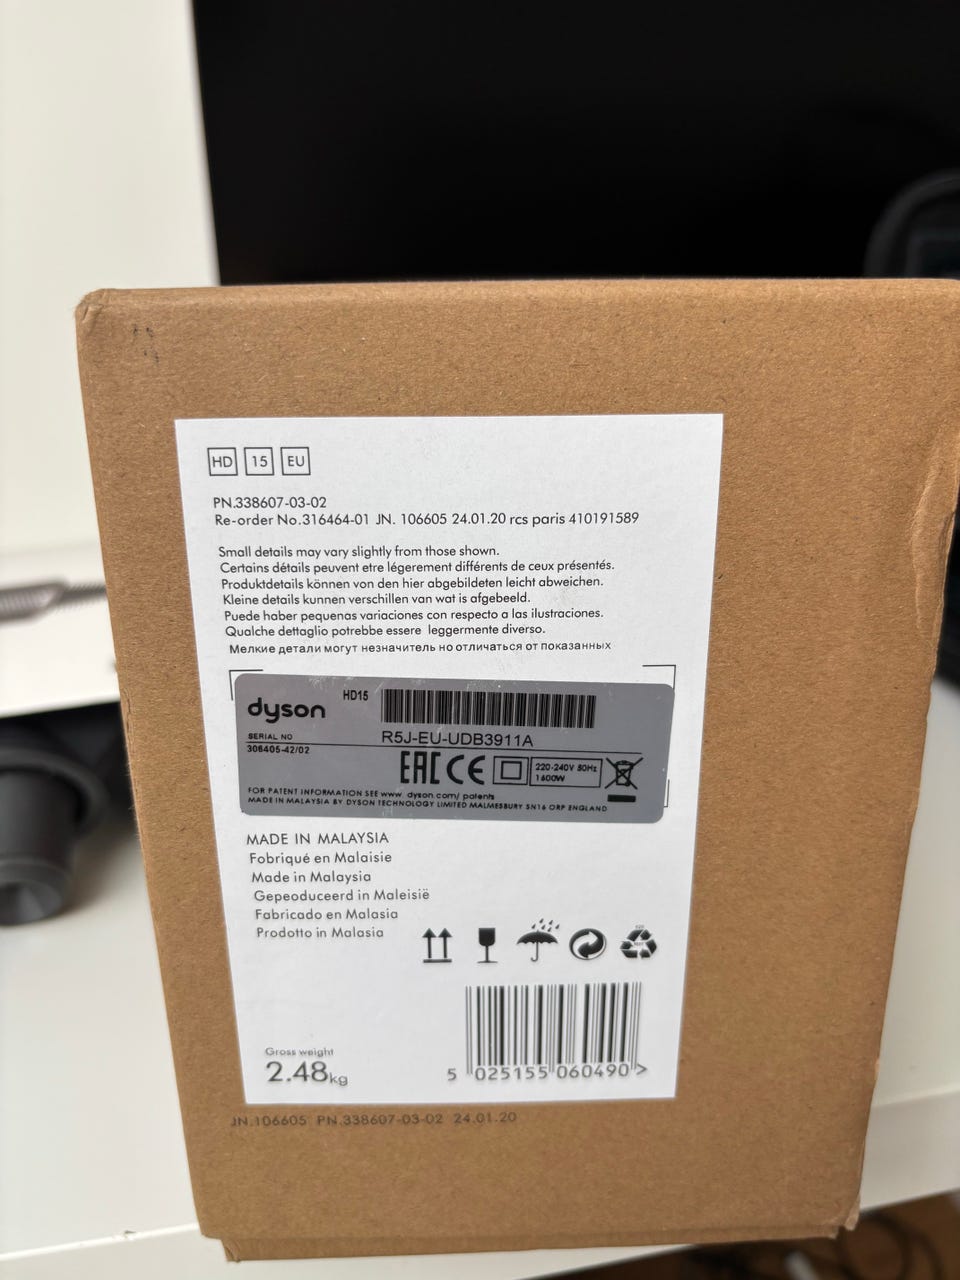 HD 15 EU
PN.338607-03-02
Re-order No.316464-01 JN. 106605 24.01.20 rcs paris 410191589
Small details may vary slightly from those shown.
Certains détails peuvent etre légerement différents de ceux présentés.
Produktdetails können von den hier abgebildeten leicht abweichen.
Kleine details kunnen verschillen van wat is afgebeeld.
Puede haber pequenas variaciones con respecto a las ilustraciones.
Qualche dettaglio potrebbe essere leggermente diverso.
Мелкие детали могут незначитель но отличаться от показанных
dyson HD15
SERIAL NO R5J-EU-UDB3911A
306405-42/02
EAC CE 220-240V 50Hz
1600W
FOR PATENT INFORMATION SEE www. dyson.com/ patents
MADE IN MALAYSIA BY DYSON TECHNOLOGY LIMITED MALMESBURY SN16 ORP ENGLAND
MADE IN MALAYSIA
Fabriqué en Malaisie
Made in Malaysia
Gepeoduceerd in Maleisië
Fabricado en Malasia
Prodotto in Malasia
Gross weight
2.48kg
5 025155 060490 >
JN.106605 PN.338607-03-02 24.01.20